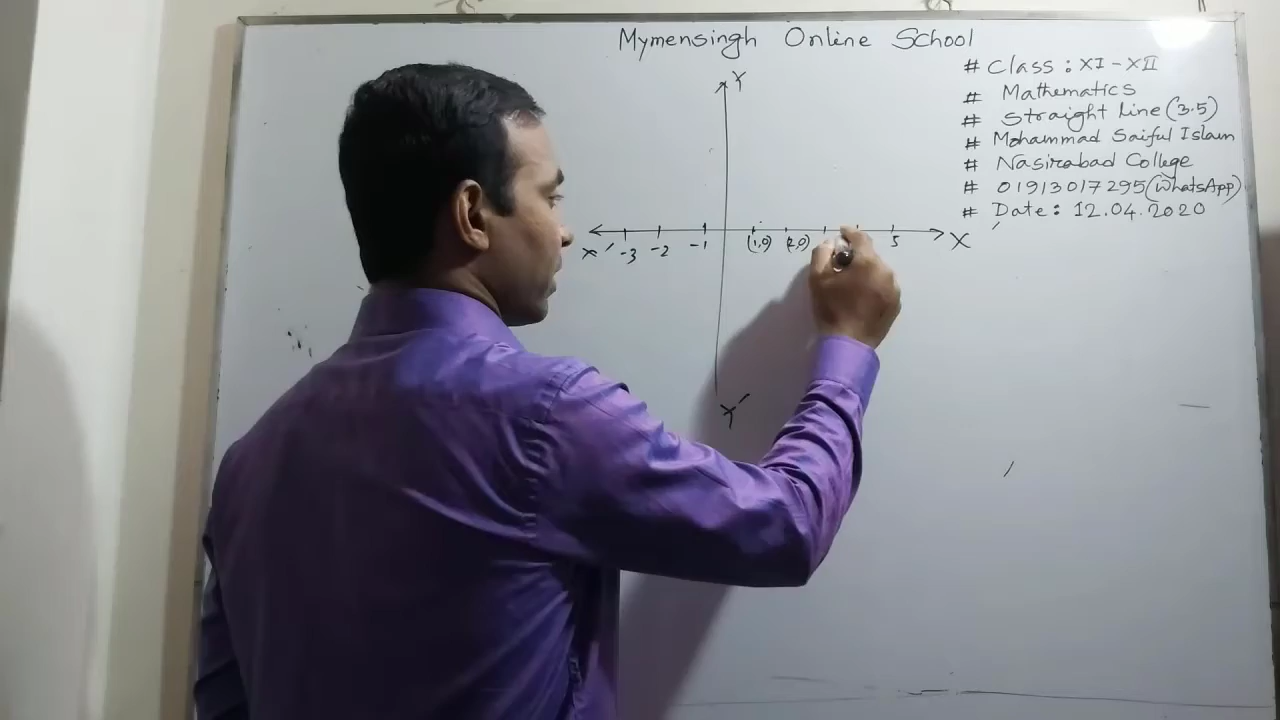 Mymensingh Online School
# Class : XI - XII
# Mathematics
# Straight Line (3.5)
# Mohammad Saiful Islam
# Nasirabad College
# 01913017295 (WhatsApp)
# Date : 12.04.2020
Y
X' -3 -2 -1 (1,0) (2,0) 5 X
Y'